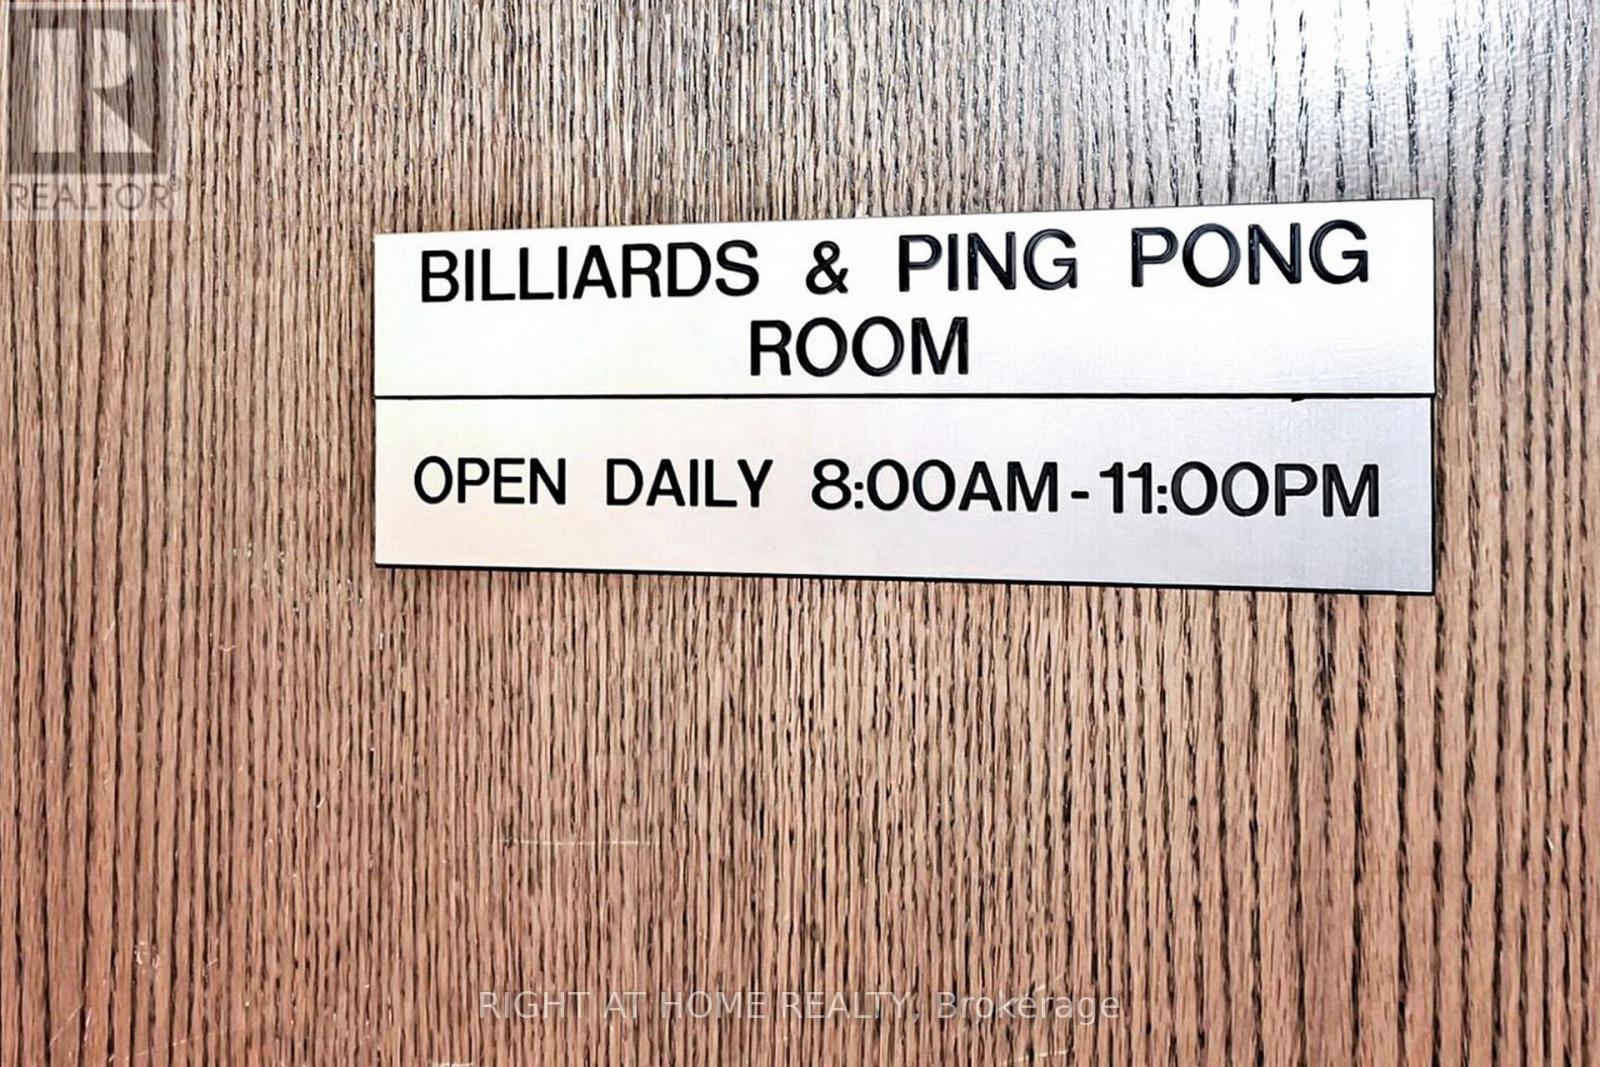 REALTOR®
BILLIARDS & PING PONG
ROOM
OPEN DAILY 8:00AM-11:00PM
RIGHT AT HOME REALTY, Brokerage